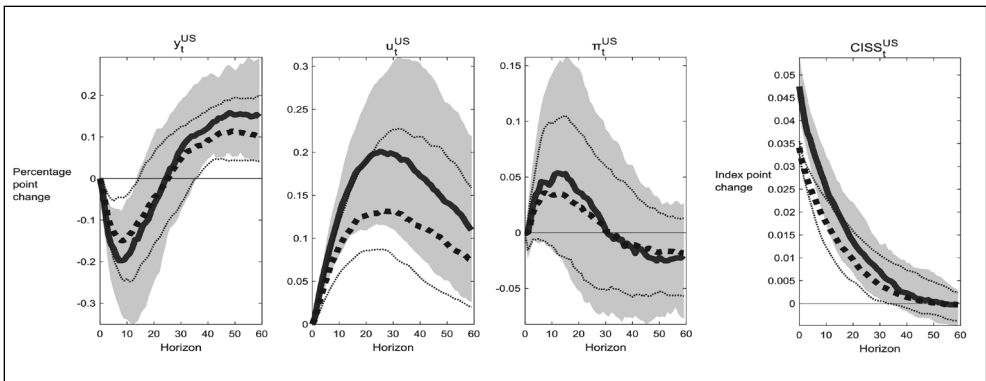 y_t^US
0.2
0.1
0
-0.1
-0.2
-0.3
Percentage
point
change
0 10 20 30 40 50 60
Horizon
u_t^US
0.3
0.25
0.2
0.15
0.1
0.05
0
0 10 20 30 40 50 60
Horizon
π_t^US
0.15
0.1
0.05
0
-0.05
0 10 20 30 40 50 60
Horizon
CISS_t^US
0.05
0.045
0.04
0.035
0.03
0.025
0.02
0.015
0.01
0.005
0
Index point
change
0 10 20 30 40 50 60
Horizon